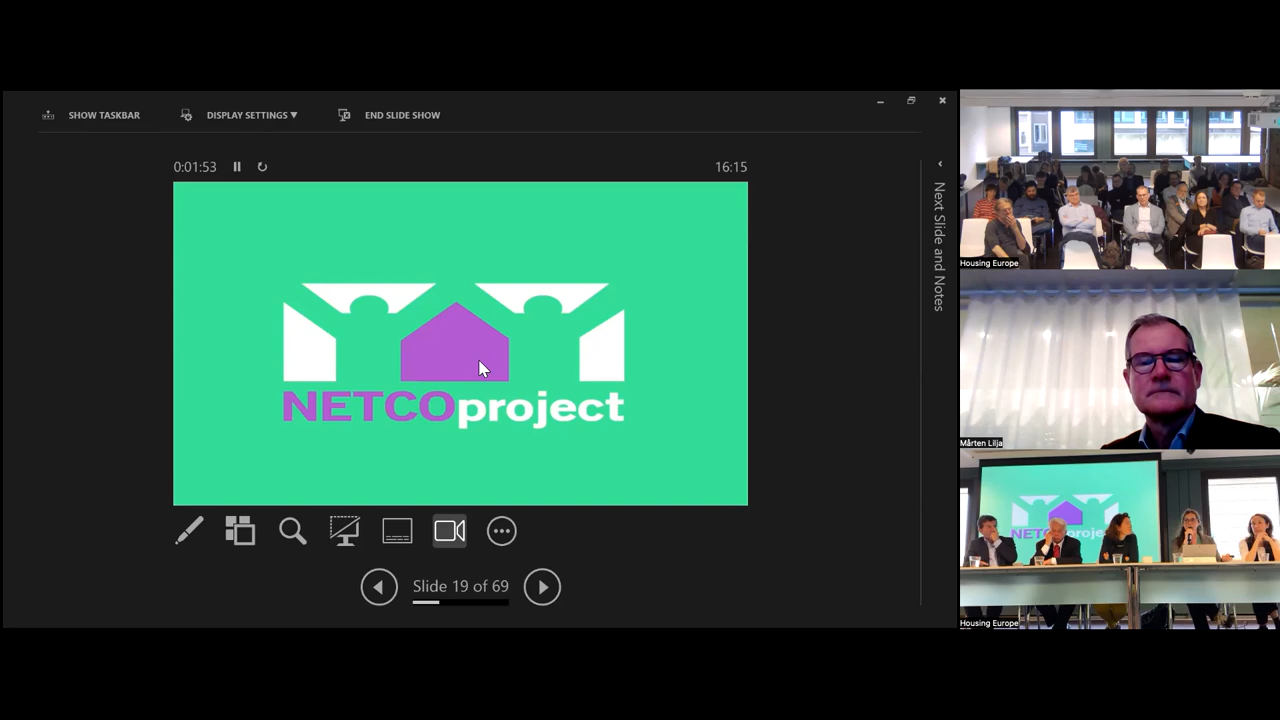 SHOW TASKBAR
DISPLAY SETTINGS ▼
END SLIDE SHOW
0:01:53
16:15
NETCOproject
Next Slide and Notes
Slide 19 of 69
Housing Europe
Mårten Lilja
NETCOproje
Housing Europe